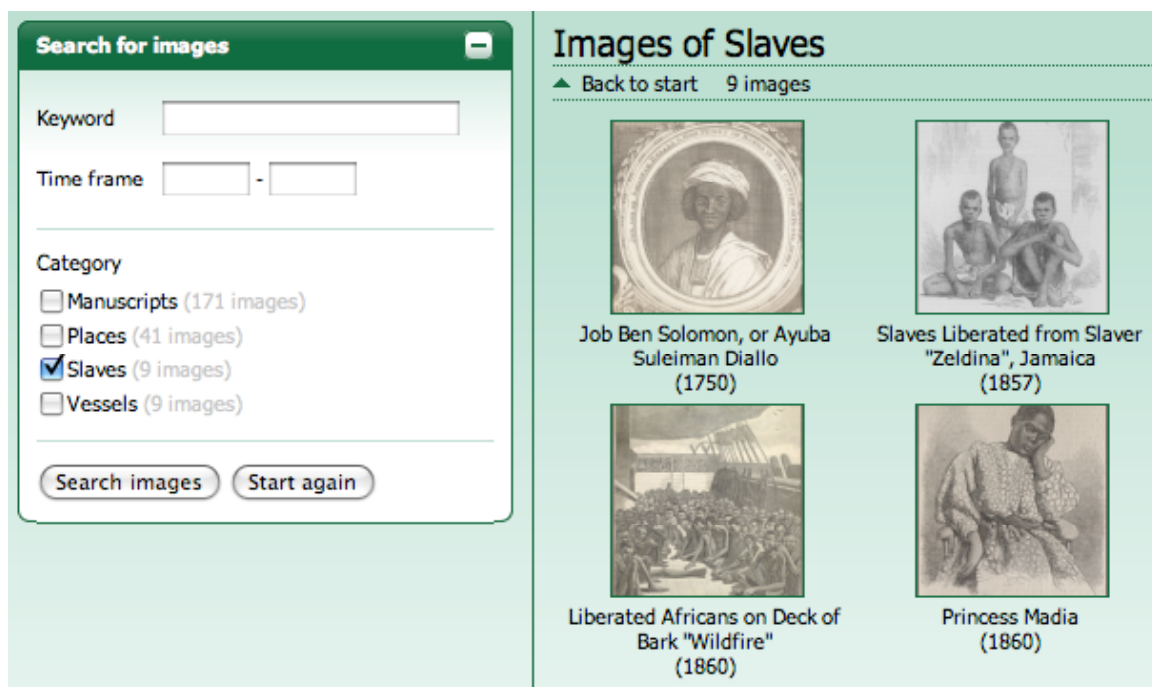 Search for images
Keyword
Time frame
-
Category
Manuscripts (171 images)
Places (41 images)
Slaves (9 images)
Vessels (9 images)
Search images
Start again
Images of Slaves
Back to start 9 images
Job Ben Solomon, or Ayuba
Suleiman Diallo
(1750)
Slaves Liberated from Slaver
"Zeldina", Jamaica
(1857)
Liberated Africans on Deck of
Bark "Wildfire"
(1860)
Princess Madia
(1860)